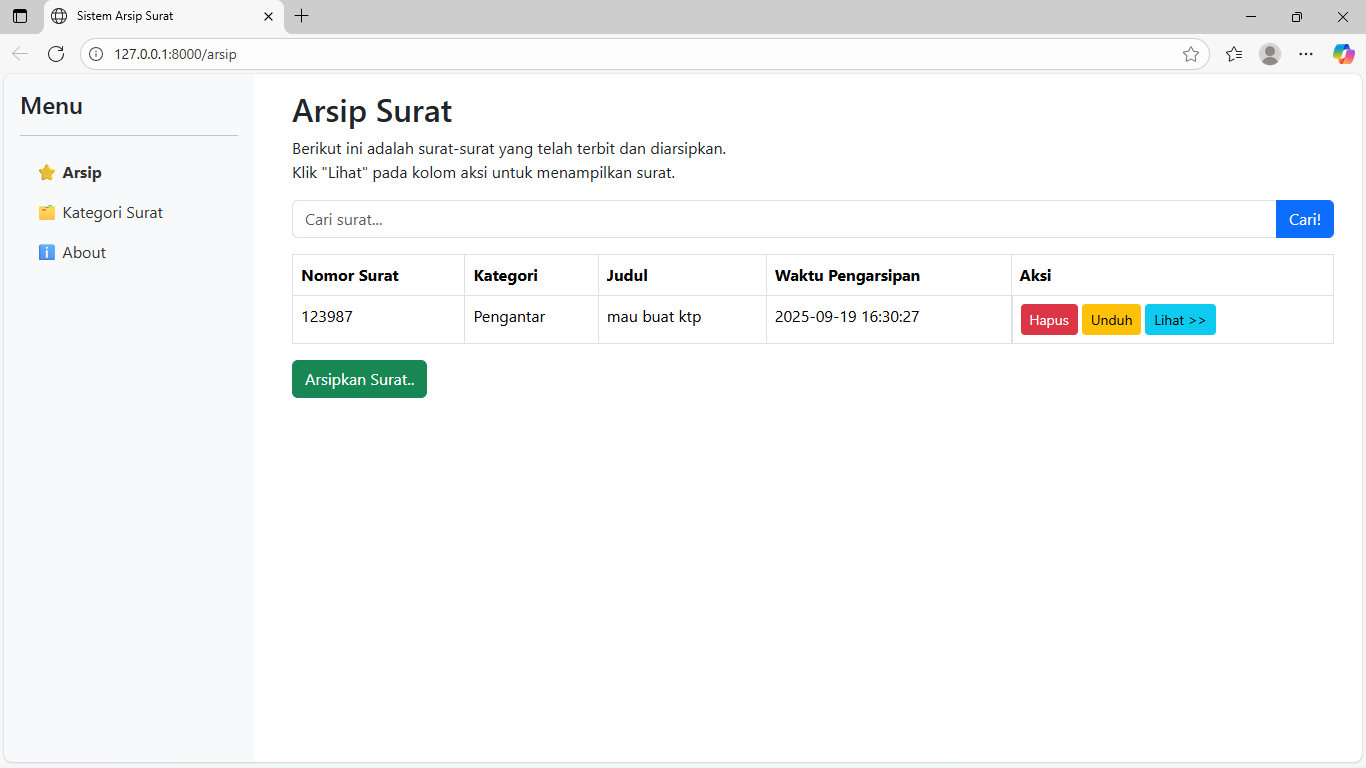 Sistem Arsip Surat
127.0.0.1:8000/arsip
Menu
Arsip
Kategori Surat
About
Arsip Surat
Berikut ini adalah surat-surat yang telah terbit dan diarsipkan.
Klik "Lihat" pada kolom aksi untuk menampilkan surat.
Cari surat... Cari!
Nomor Surat Kategori Judul Waktu Pengarsipan Aksi
123987 Pengantar mau buat ktp 2025-09-19 16:30:27 Hapus Unduh Lihat >>
Arsipkan Surat..